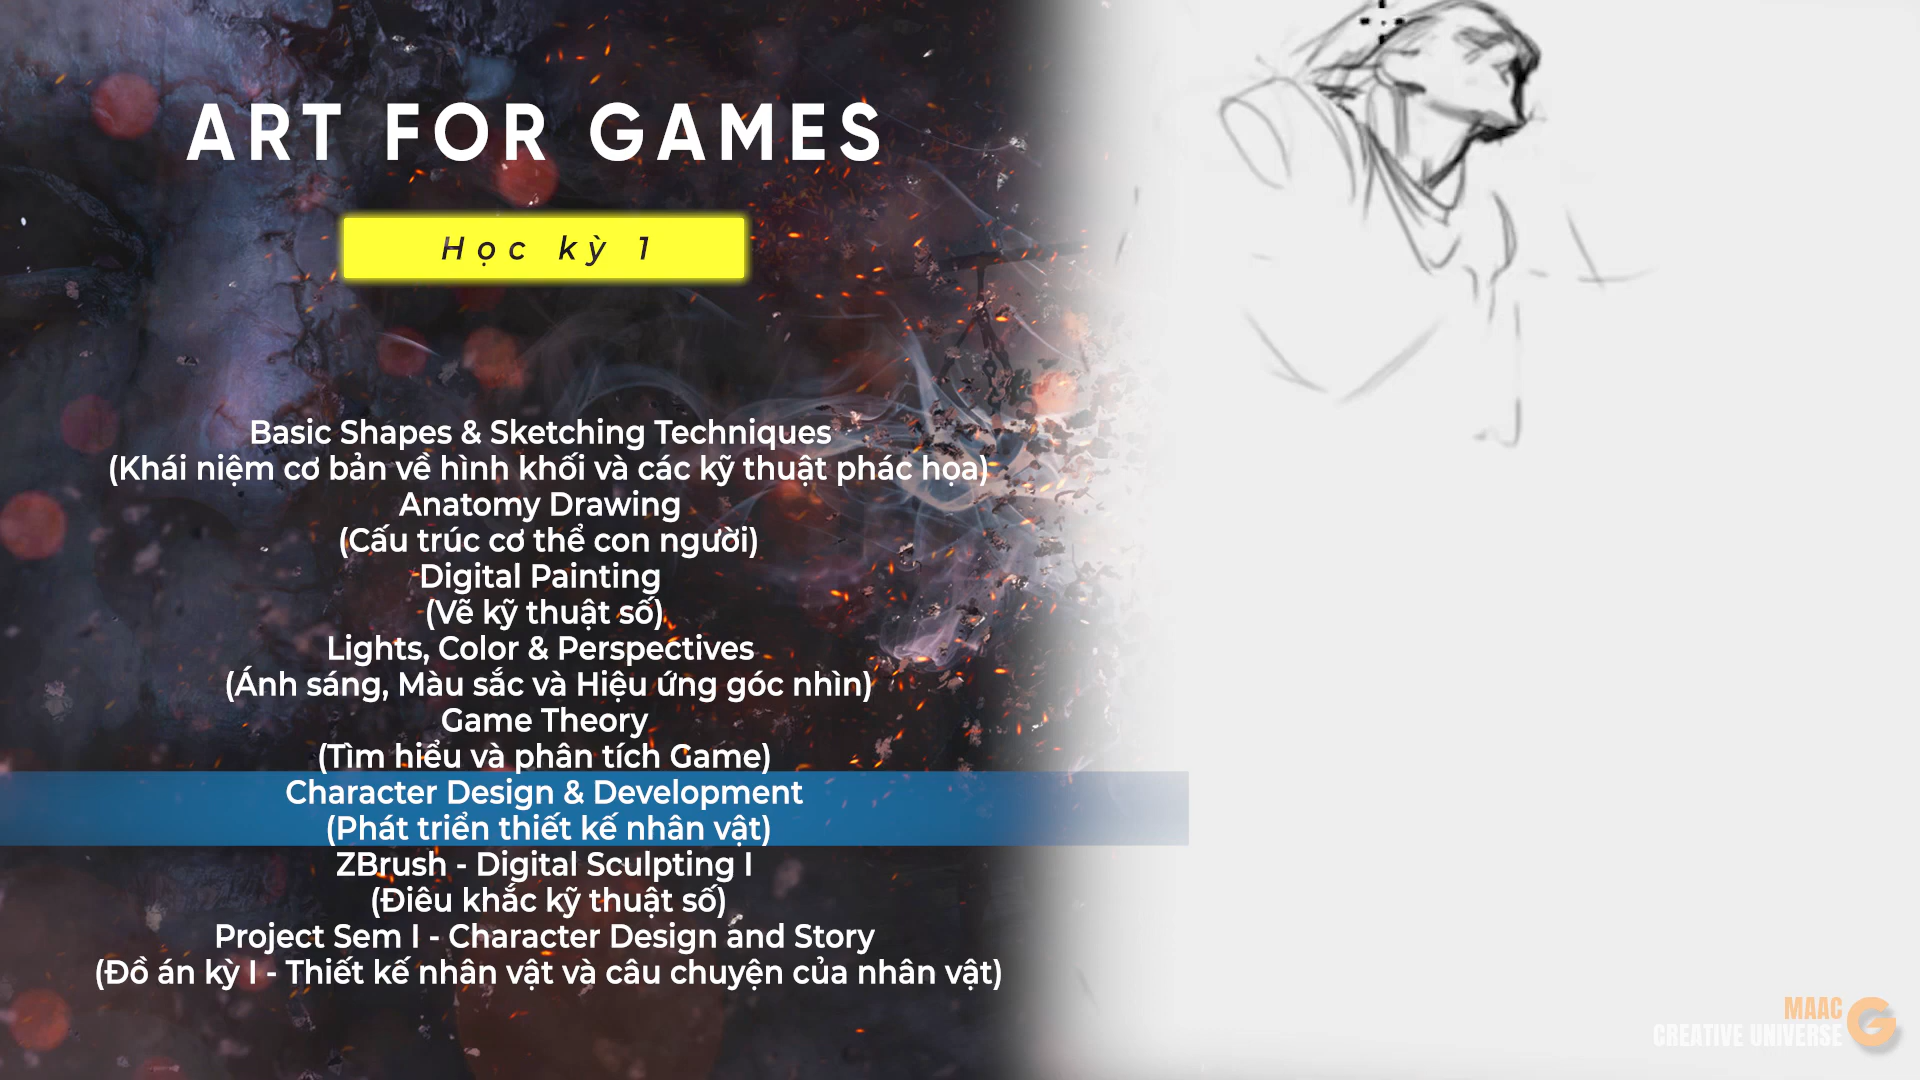 ART FOR GAMES
Học kỳ 1
Basic Shapes & Sketching Techniques
(Khái niệm cơ bản về hình khối và các kỹ thuật phác họa)
Anatomy Drawing
(Cấu trúc cơ thể con người)
Digital Painting
(Vẽ kỹ thuật số)
Lights, Color & Perspectives
(Ánh sáng, Màu sắc và Hiệu ứng góc nhìn)
Game Theory
(Tìm hiểu và phân tích Game)
Character Design & Development
(Phát triển thiết kế nhân vật)
ZBrush - Digital Sculpting I
(Điêu khắc kỹ thuật số)
Project Sem I - Character Design and Story
(Đồ án kỳ I - Thiết kế nhân vật và câu chuyện của nhân vật)
MAAC
CREATIVE UNIVERSE